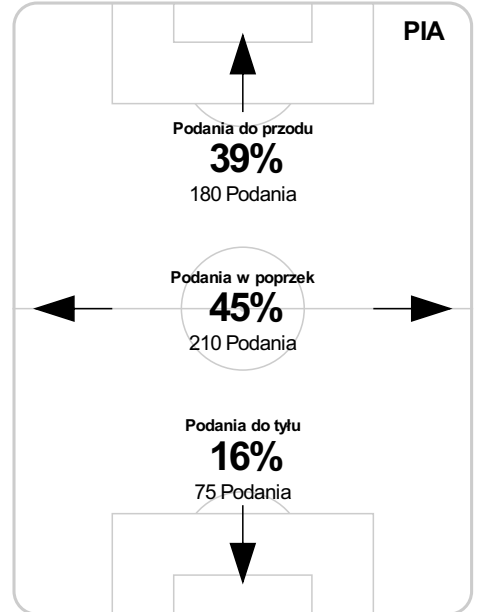 PIA
Podania do przodu
39%
180 Podania
Podania w poprzek
45%
210 Podania
Podania do tyłu
16%
75 Podania